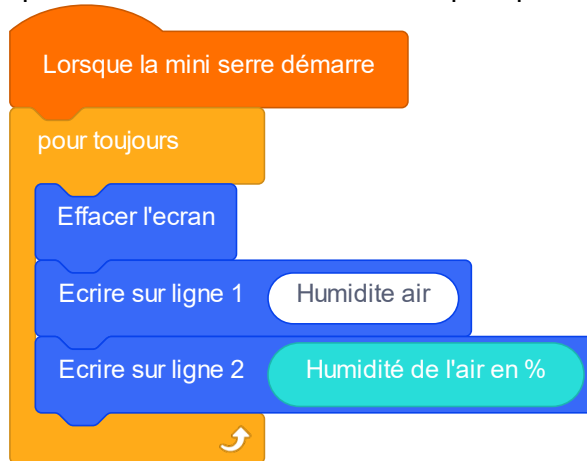 Lorsque la mini serre démarre
pour toujours
Effacer l'ecran
Ecrire sur ligne 1 Humidite air
Ecrire sur ligne 2 Humidité de l'air en %